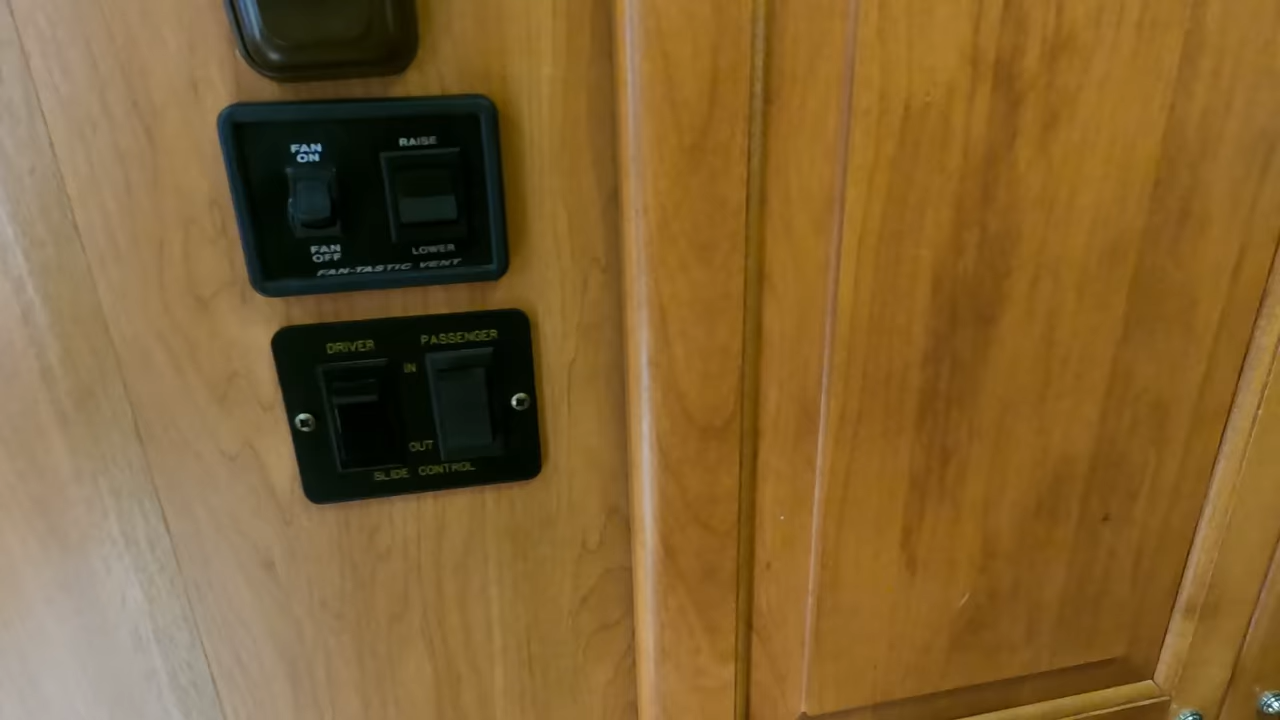 FAN
ON
RAISE
FAN
OFF
LOWER
FAN-TASTIC VENT
DRIVER
PASSENGER
IN
OUT
SLIDE CONTROL